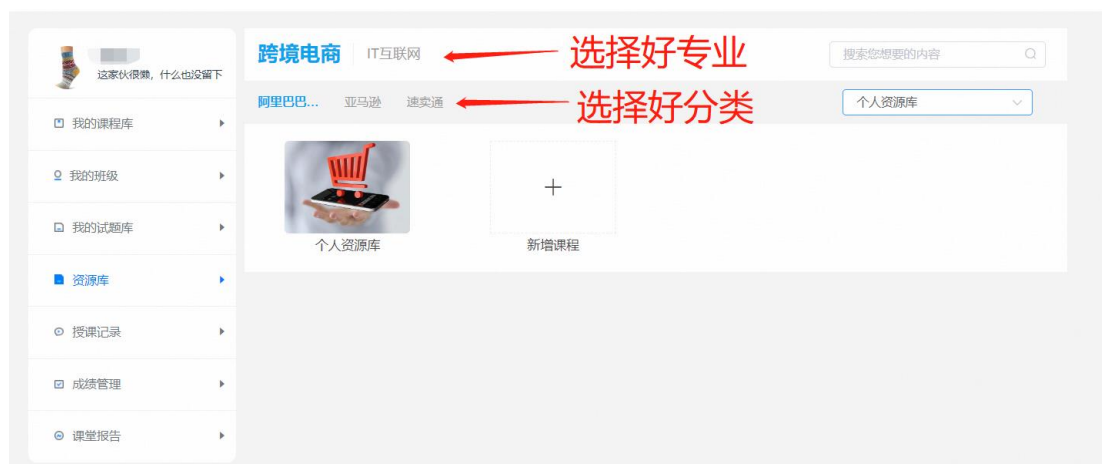 这家伙很懒，什么也没留下
我的课程库
我的班级
我的试题库
资源库
授课记录
成绩管理
课堂报告
跨境电商 IT互联网 选择好专业 搜索您想要的内容
阿里巴巴... 亚马逊 速卖通 选择好分类 个人资源库
个人资源库 新增课程